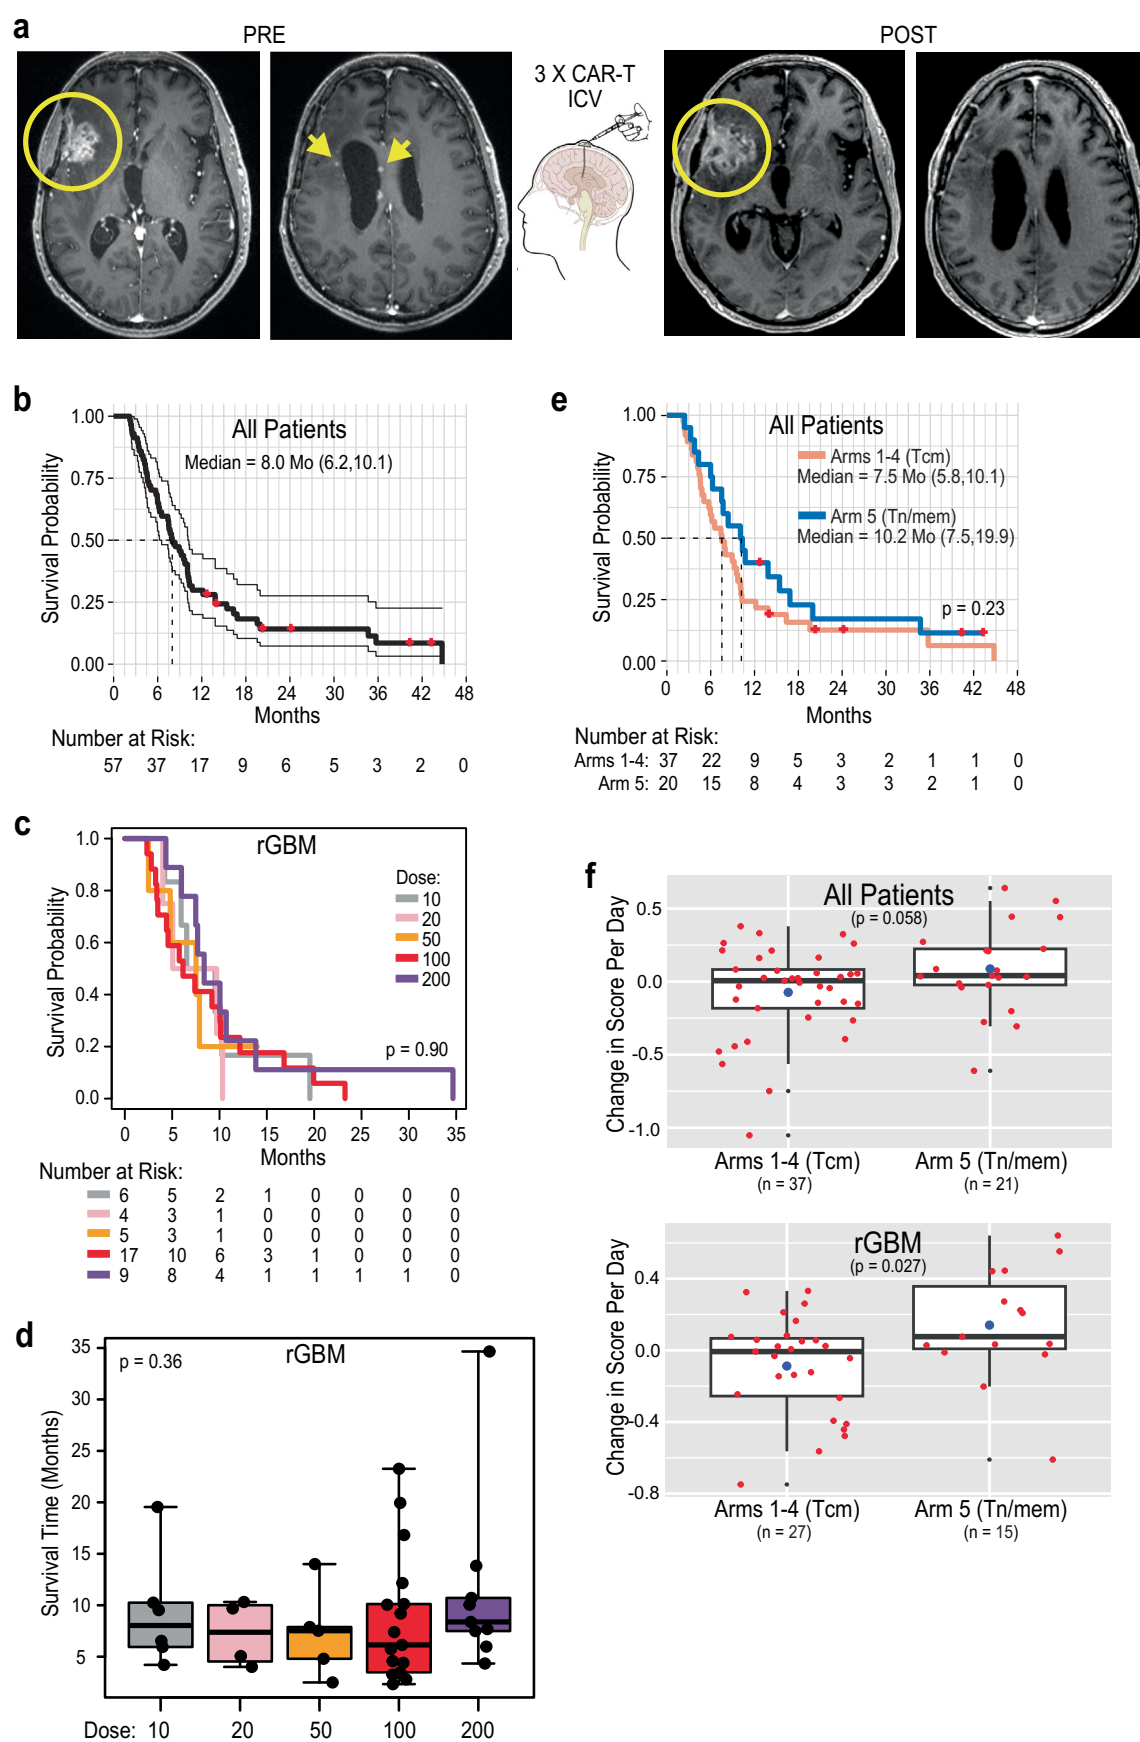 a
PRE
POST
3 X CAR-T
ICV
b
All Patients
Median = 8.0 Mo (6.2,10.1)
Survival Probability
1.00
0.75
0.50
0.25
0.00
0 6 12 18 24 30 36 42 48
Months
Number at Risk:
57 37 17 9 6 5 3 2 0
e
All Patients
Arms 1-4 (Tcm)
Median = 7.5 Mo (5.8,10.1)
Arm 5 (Tn/mem)
Median = 10.2 Mo (7.5,19.9)
p = 0.23
Survival Probability
1.00
0.75
0.50
0.25
0.00
0 6 12 18 24 30 36 42 48
Months
Number at Risk:
Arms 1-4: 37 22 9 5 3 2 1 1 0
Arm 5: 20 15 8 4 3 3 2 1 0
c
rGBM
Dose:
10
20
50
100
200
p = 0.90
Survival Probability
1.0
0.8
0.6
0.4
0.2
0.0
0 5 10 15 20 25 30 35
Months
Number at Risk:
6 5 2 1 0 0 0 0
4 3 1 0 0 0 0 0
5 3 1 0 0 0 0 0
17 10 6 3 1 0 0 0
9 8 4 1 1 1 1 0
d
rGBM
p = 0.36
Survival Time (Months)
35
30
25
20
15
10
5
Dose: 10 20 50 100 200
f
All Patients
(p = 0.058)
Change in Score Per Day
0.5
0.0
-0.5
-1.0
Arms 1-4 (Tcm) Arm 5 (Tn/mem)
(n = 37) (n = 21)
rGBM
(p = 0.027)
Change in Score Per Day
0.4
0.0
-0.4
-0.8
Arms 1-4 (Tcm) Arm 5 (Tn/mem)
(n = 27) (n = 15)